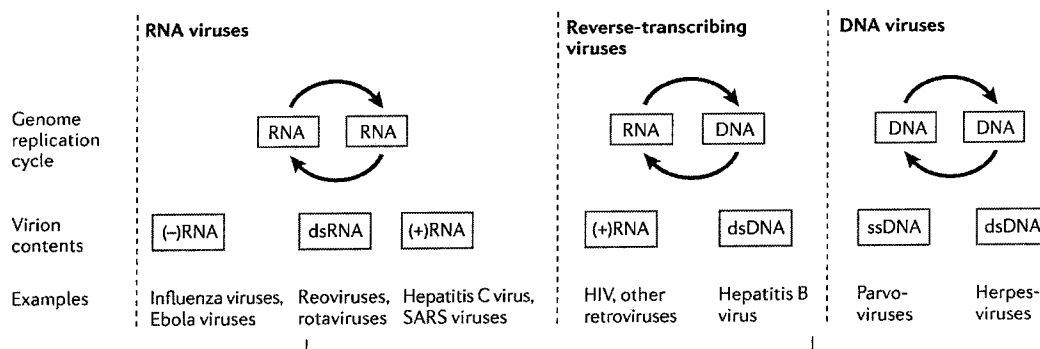 RNA viruses
Reverse-transcribing
viruses
DNA viruses
Genome
replication
cycle
RNA
RNA
RNA
DNA
DNA
DNA
Virion
contents
(–)RNA
dsRNA
(+)RNA
(+)RNA
dsDNA
ssDNA
dsDNA
Examples
Influenza viruses,
Ebola viruses
Reoviruses,
rotaviruses
Hepatitis C virus,
SARS viruses
HIV, other
retroviruses
Hepatitis B
virus
Parvo-
viruses
Herpes-
viruses